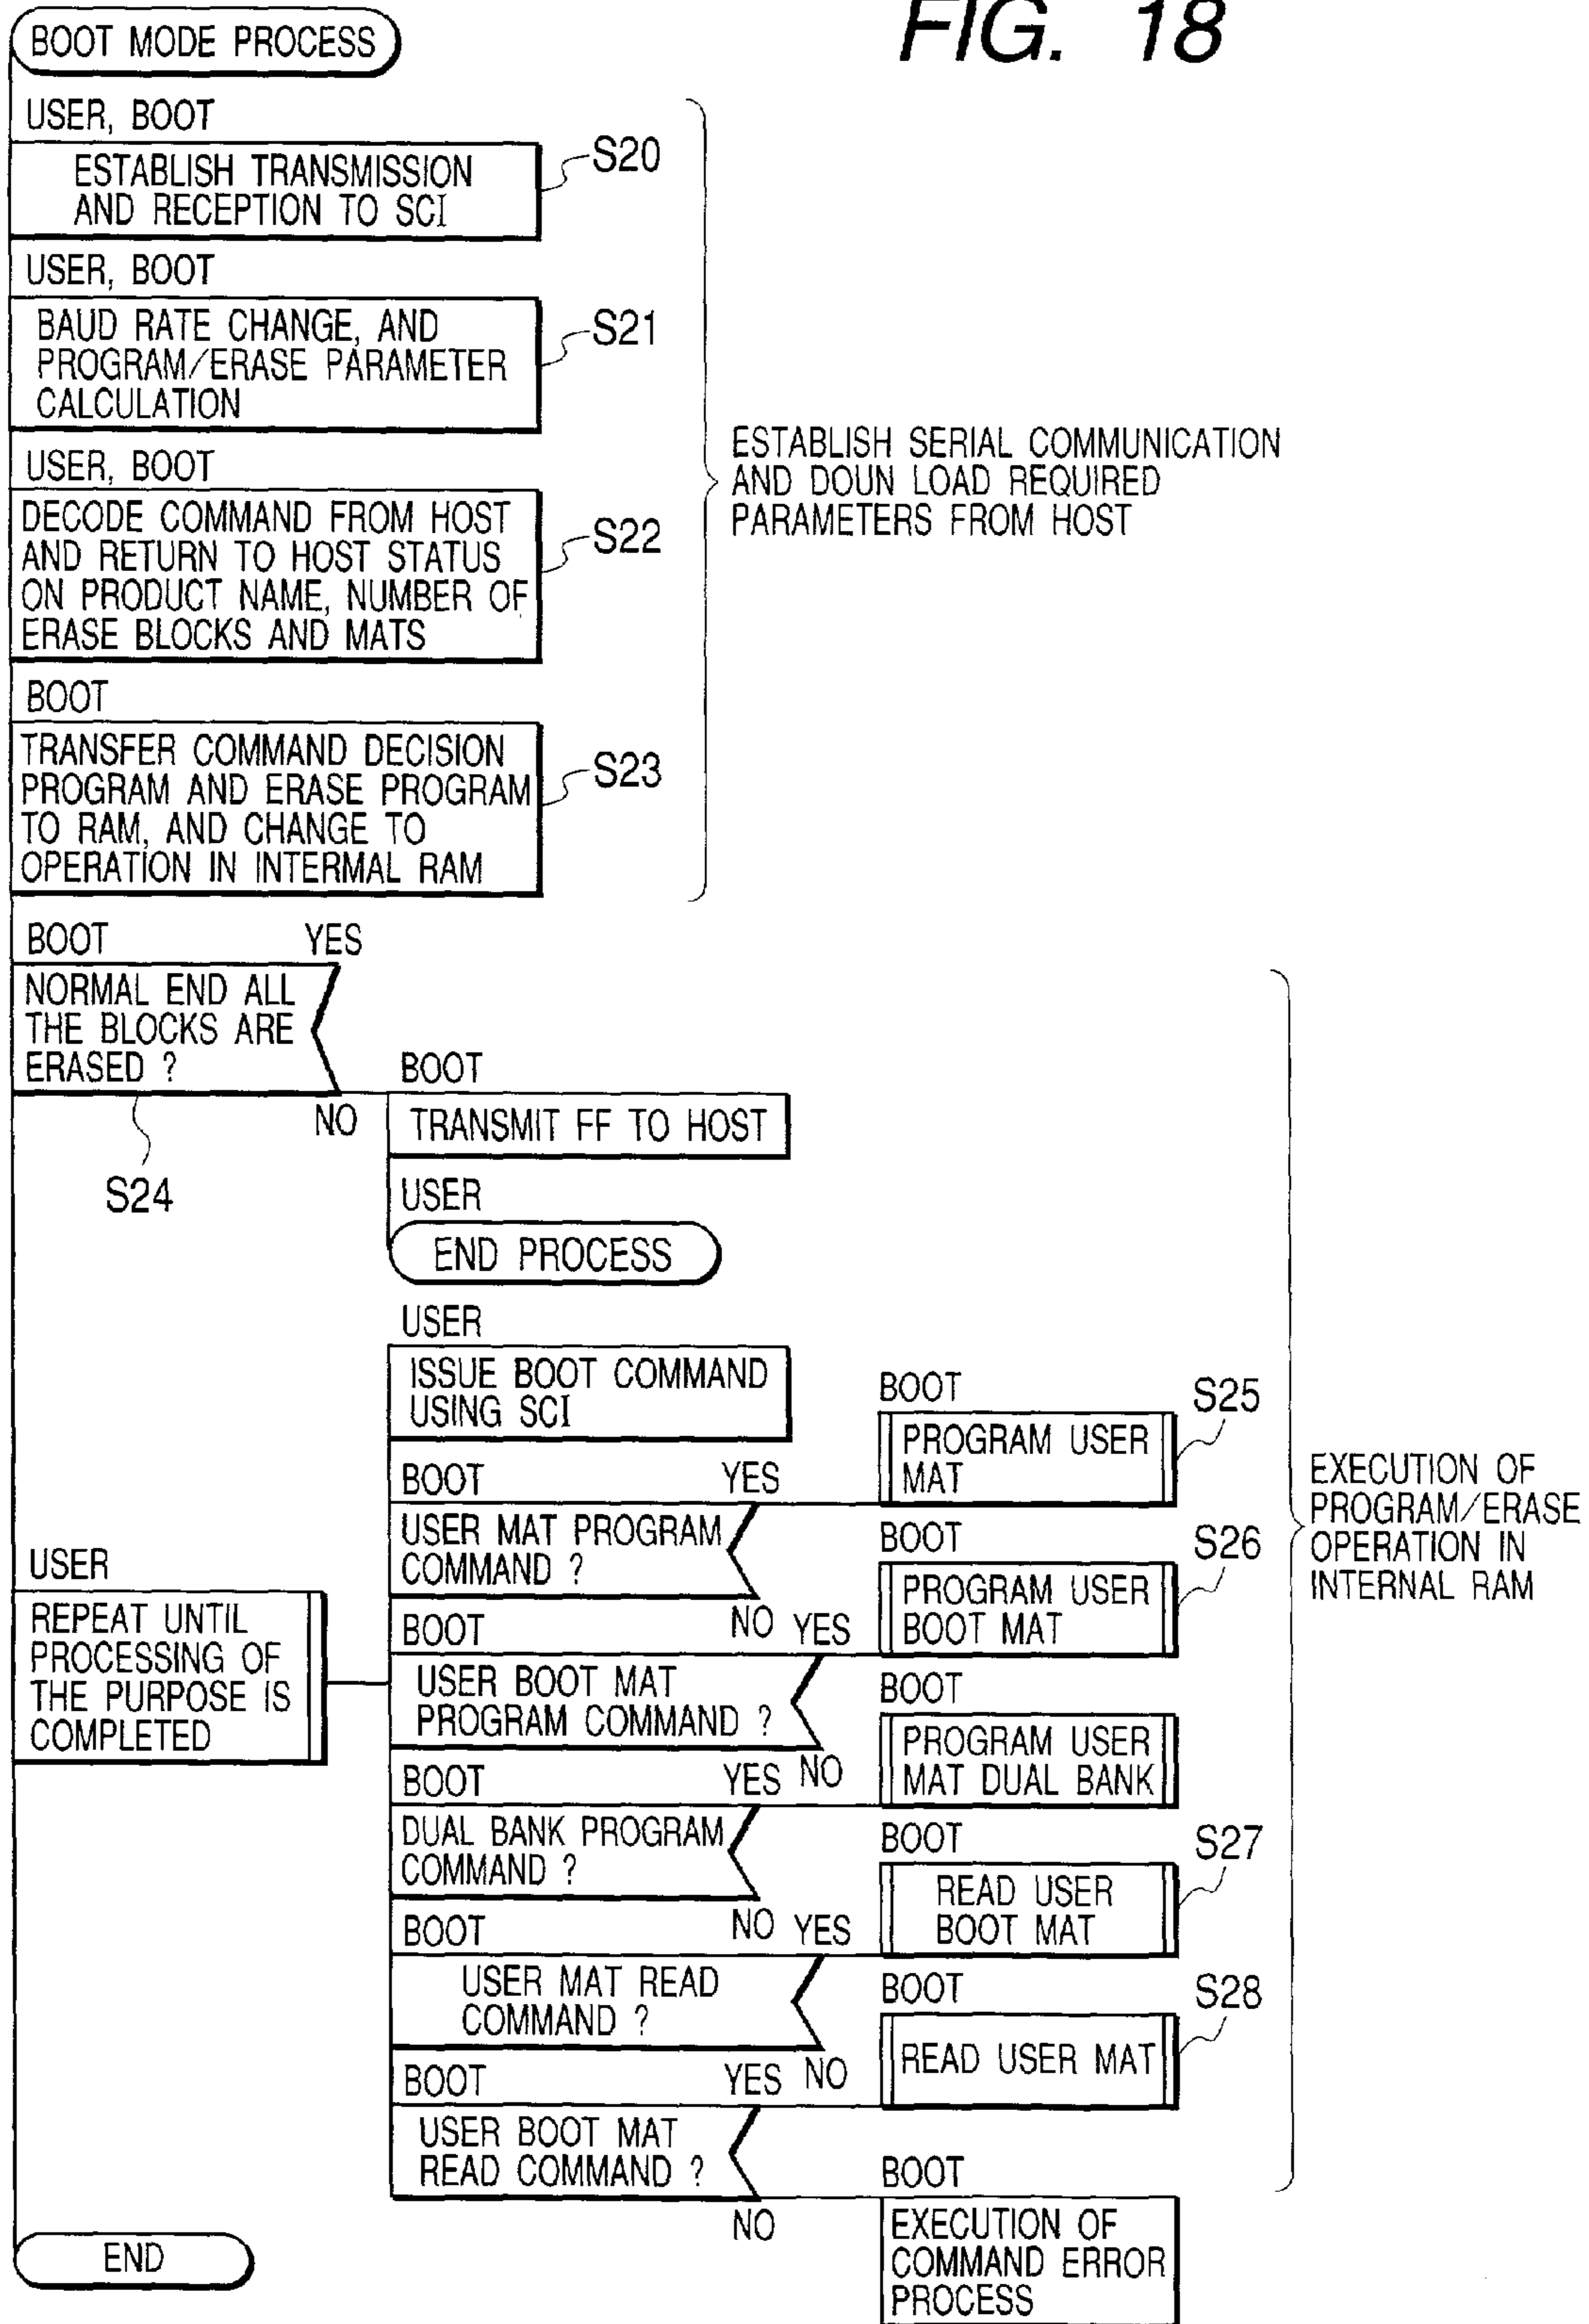 FIG. 18
BOOT MODE PROCESS
USER, BOOT
ESTABLISH TRANSMISSION
AND RECEPTION TO SCI
S20
USER, BOOT
BAUD RATE CHANGE, AND
PROGRAM/ERASE PARAMETER
CALCULATION
S21
USER, BOOT
DECODE COMMAND FROM HOST
AND RETURN TO HOST STATUS
ON PRODUCT NAME, NUMBER OF
ERASE BLOCKS AND MATS
S22
BOOT
TRANSFER COMMAND DECISION
PROGRAM AND ERASE PROGRAM
TO RAM, AND CHANGE TO
OPERATION IN INTERMAL RAM
S23
ESTABLISH SERIAL COMMUNICATION
AND DOUN LOAD REQUIRED
PARAMETERS FROM HOST
BOOT YES
NORMAL END ALL
THE BLOCKS ARE
ERASED ?
NO
S24
BOOT
TRANSMIT FF TO HOST
USER
END PROCESS
USER
REPEAT UNTIL
PROCESSING OF
THE PURPOSE IS
COMPLETED
USER
ISSUE BOOT COMMAND
USING SCI
BOOT YES
USER MAT PROGRAM
COMMAND ?
NO
BOOT
PROGRAM USER
MAT
S25
BOOT YES
USER BOOT MAT
PROGRAM COMMAND ?
NO
BOOT
PROGRAM USER
BOOT MAT
S26
BOOT YES
DUAL BANK PROGRAM
COMMAND ?
NO
BOOT
PROGRAM USER
MAT DUAL BANK
BOOT YES
USER MAT READ
COMMAND ?
NO
BOOT
READ USER
BOOT MAT
S27
BOOT YES
USER BOOT MAT
READ COMMAND ?
NO
BOOT
READ USER MAT
S28
BOOT
EXECUTION OF
COMMAND ERROR
PROCESS
EXECUTION OF
PROGRAM/ERASE
OPERATION IN
INTERNAL RAM
END